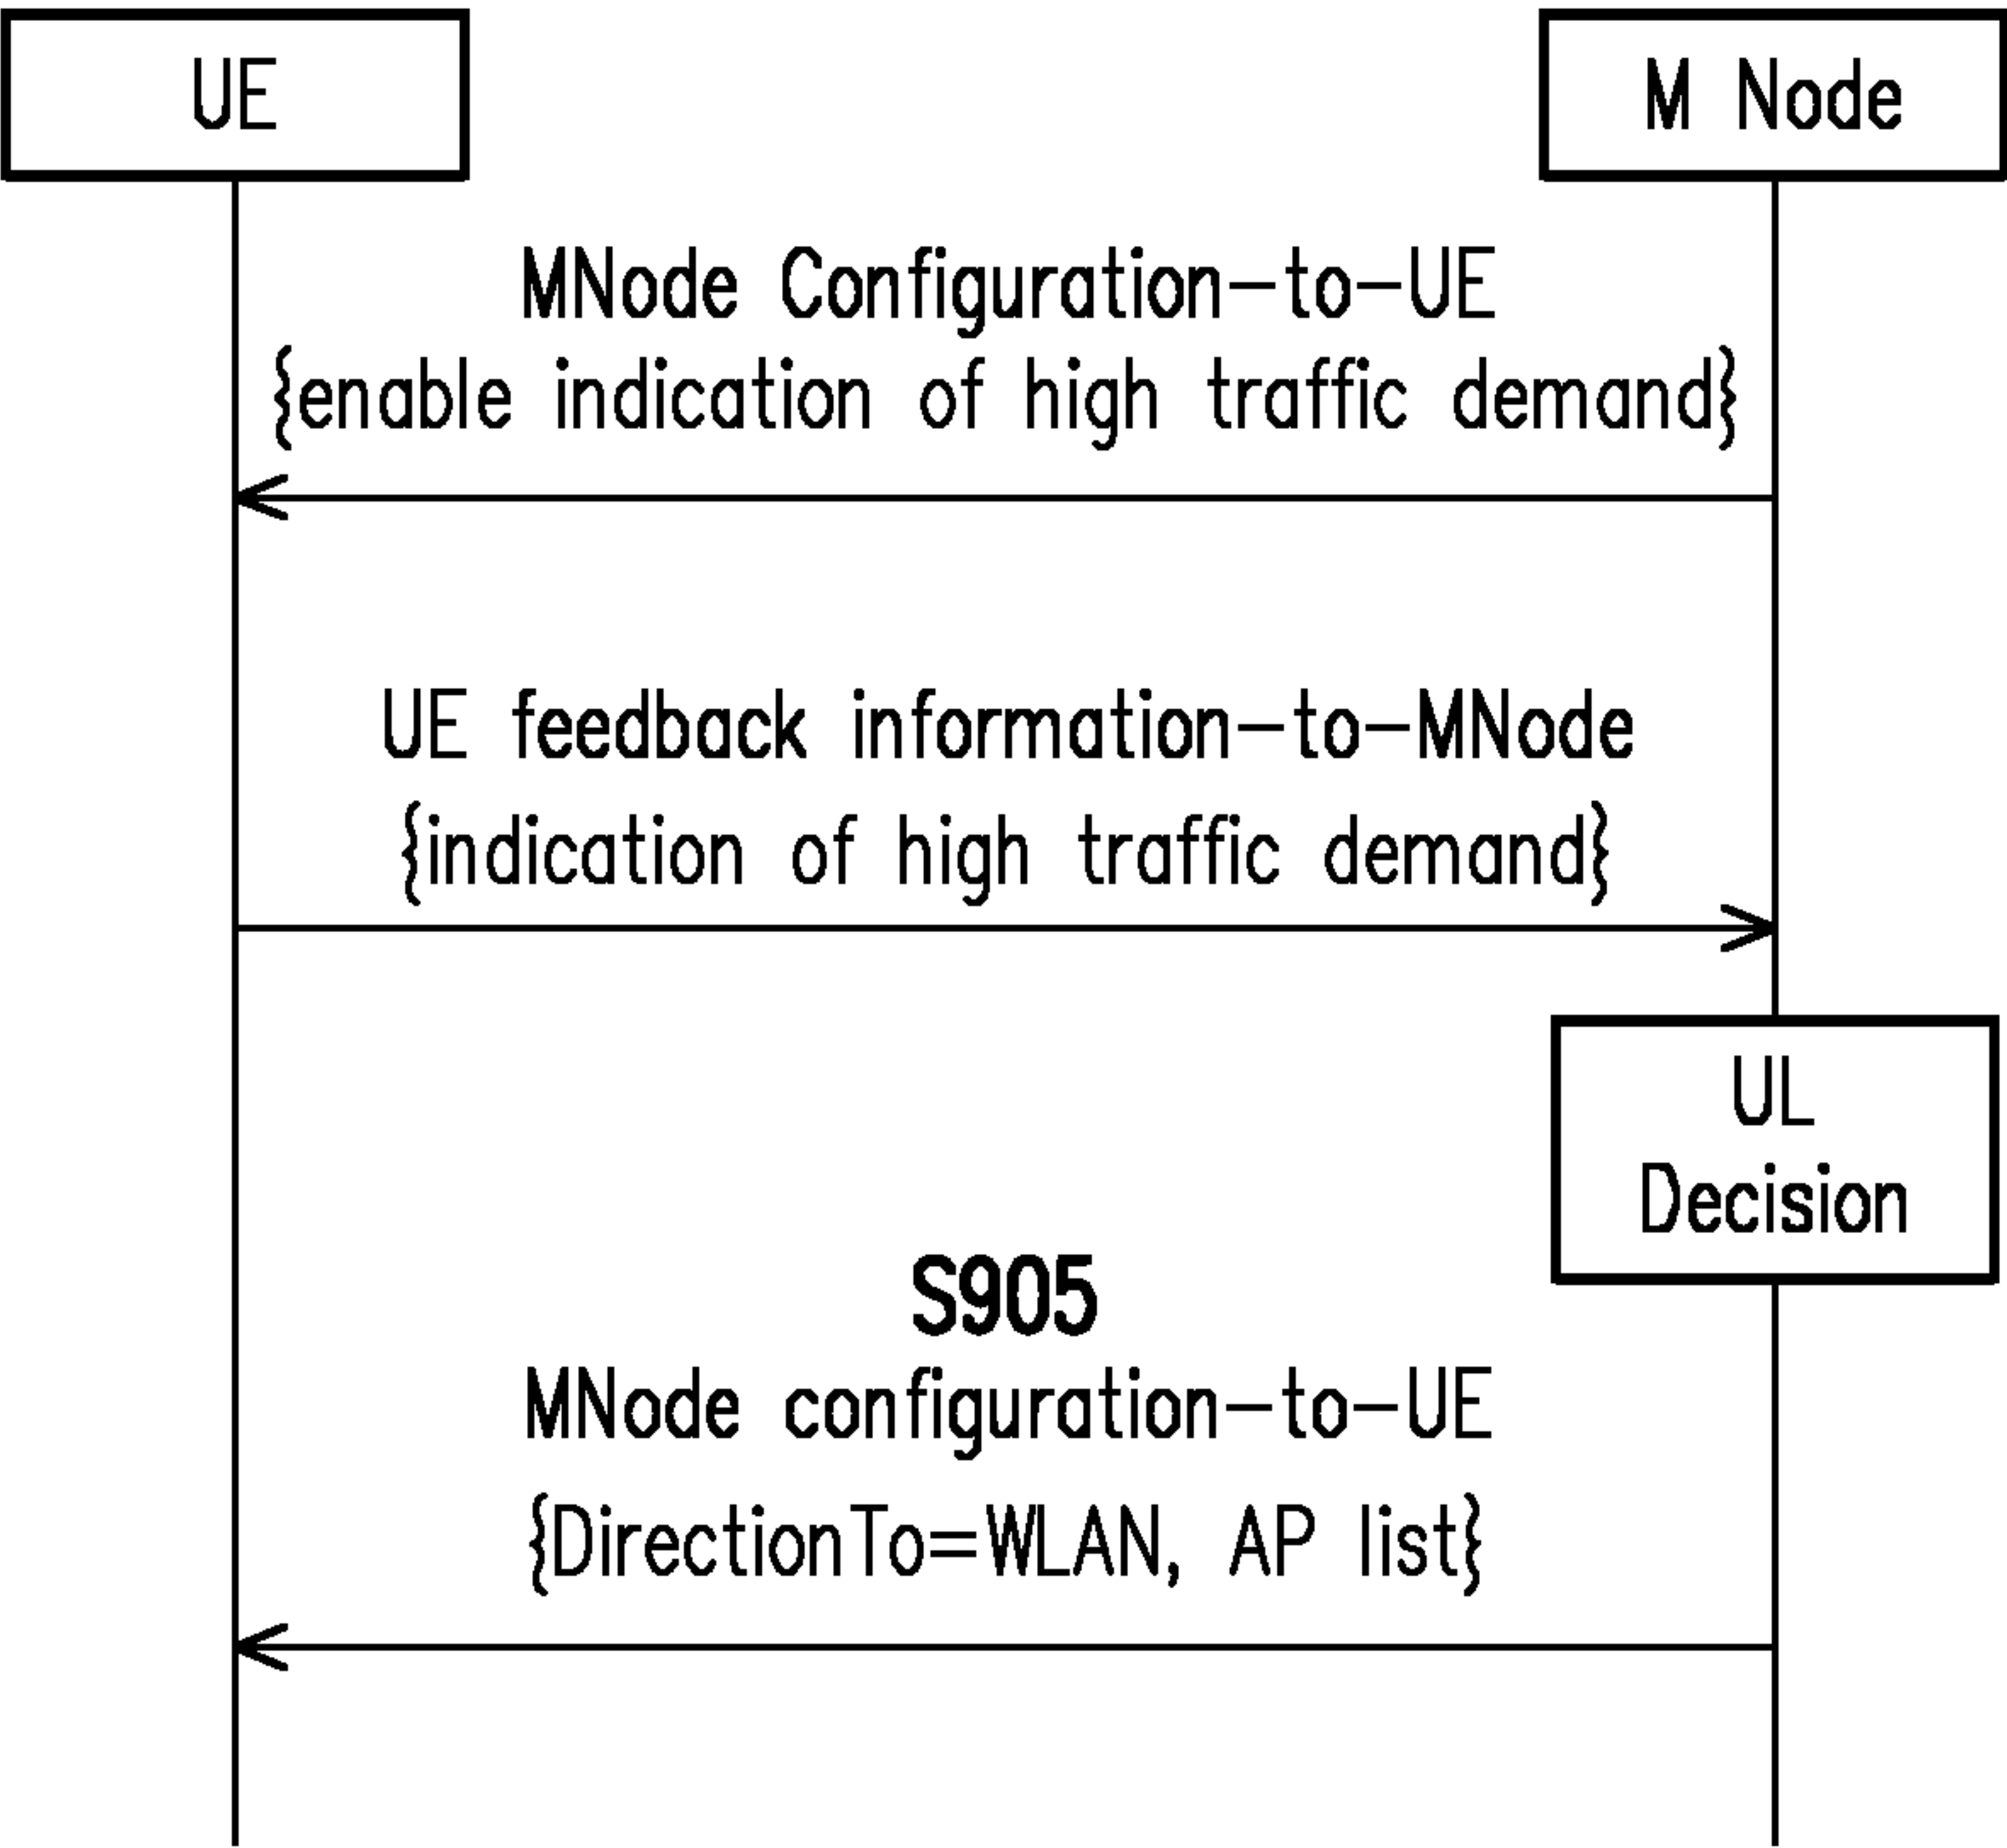 UE
M Node
MNode Configuration-to-UE
{enable indication of high traffic demand}
UE feedback information-to-MNode
{indication of high traffic demand}
UL
Decision
S905
MNode configuration-to-UE
{DirectionTo=WLAN, AP list}